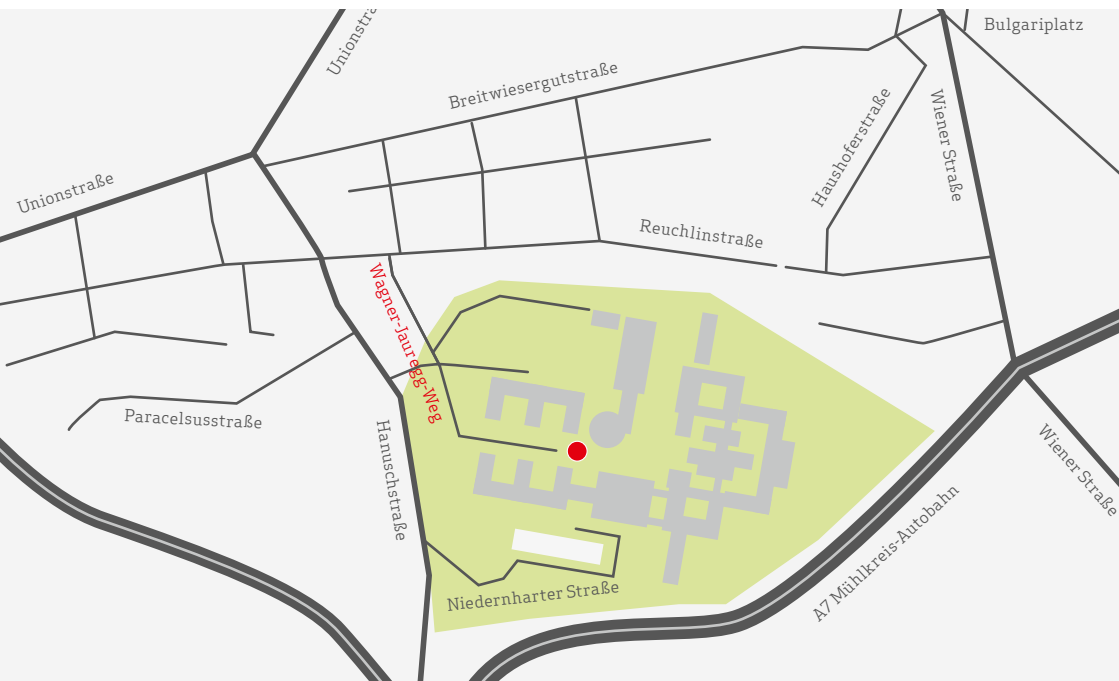 Unionstra
Bulgariplatz
Breitwiesergutstraße
Haushoferstraße
Wiener Straße
Unionstraße
Reuchlinstraße
Wagner-Jauregg-Weg
Paracelsusstraße
Hanuschstraße
Wiener Straße
A7 Mühlkreis-Autobahn
Niedernharter Straße